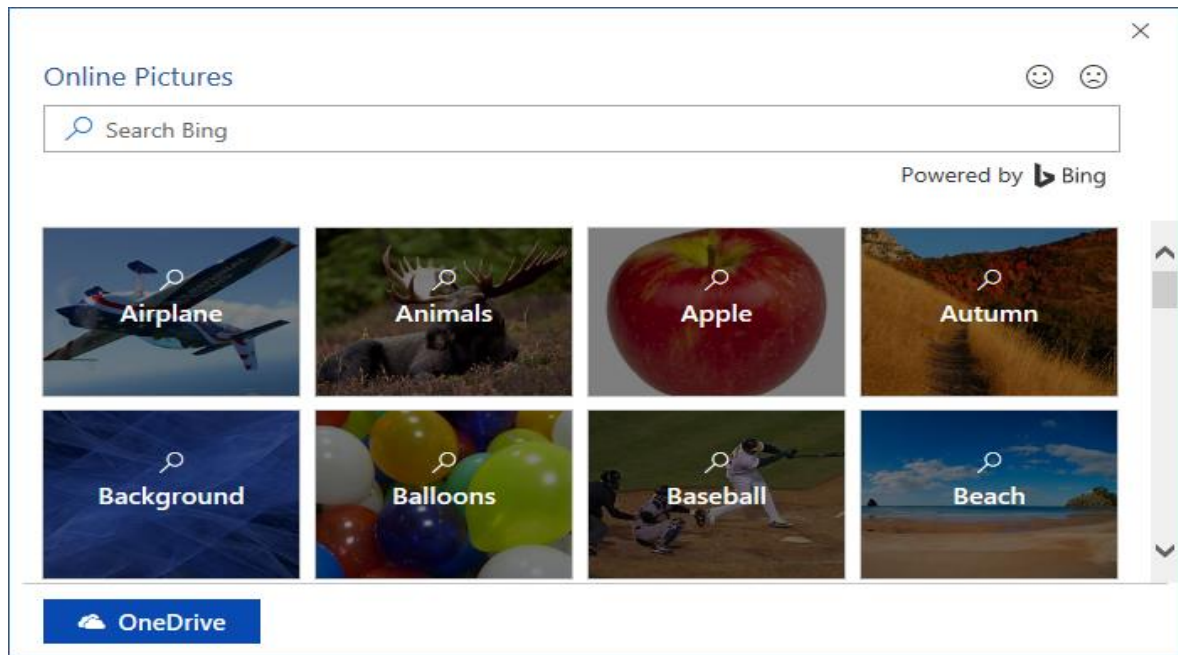 Online Pictures
Search Bing
Powered by Bing
Airplane
Animals
Apple
Autumn
Background
Balloons
Baseball
Beach
OneDrive